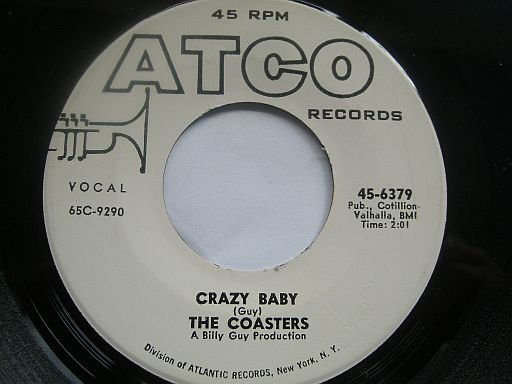 45 RPM
ATCO
RECORDS
VOCAL
65C-9290
45-6379
Pub., Cotillion-
Valhalla, BMI
Time: 2:01
CRAZY BABY
(Guy)
THE COASTERS
A Billy Guy Production
Division of ATLANTIC RECORDS, New York, N. Y.